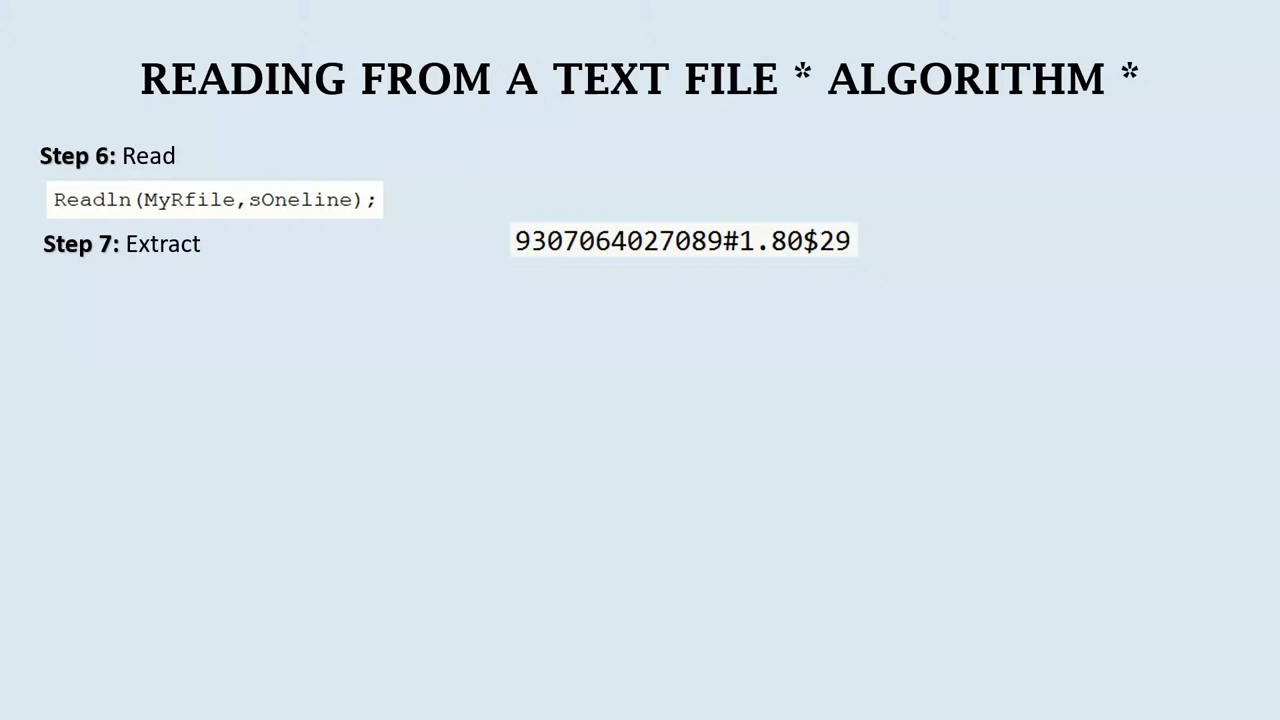 READING FROM A TEXT FILE * ALGORITHM *
Step 6: Read
Readln(MyRfile,sOneline);
Step 7: Extract
9307064027089#1.80$29